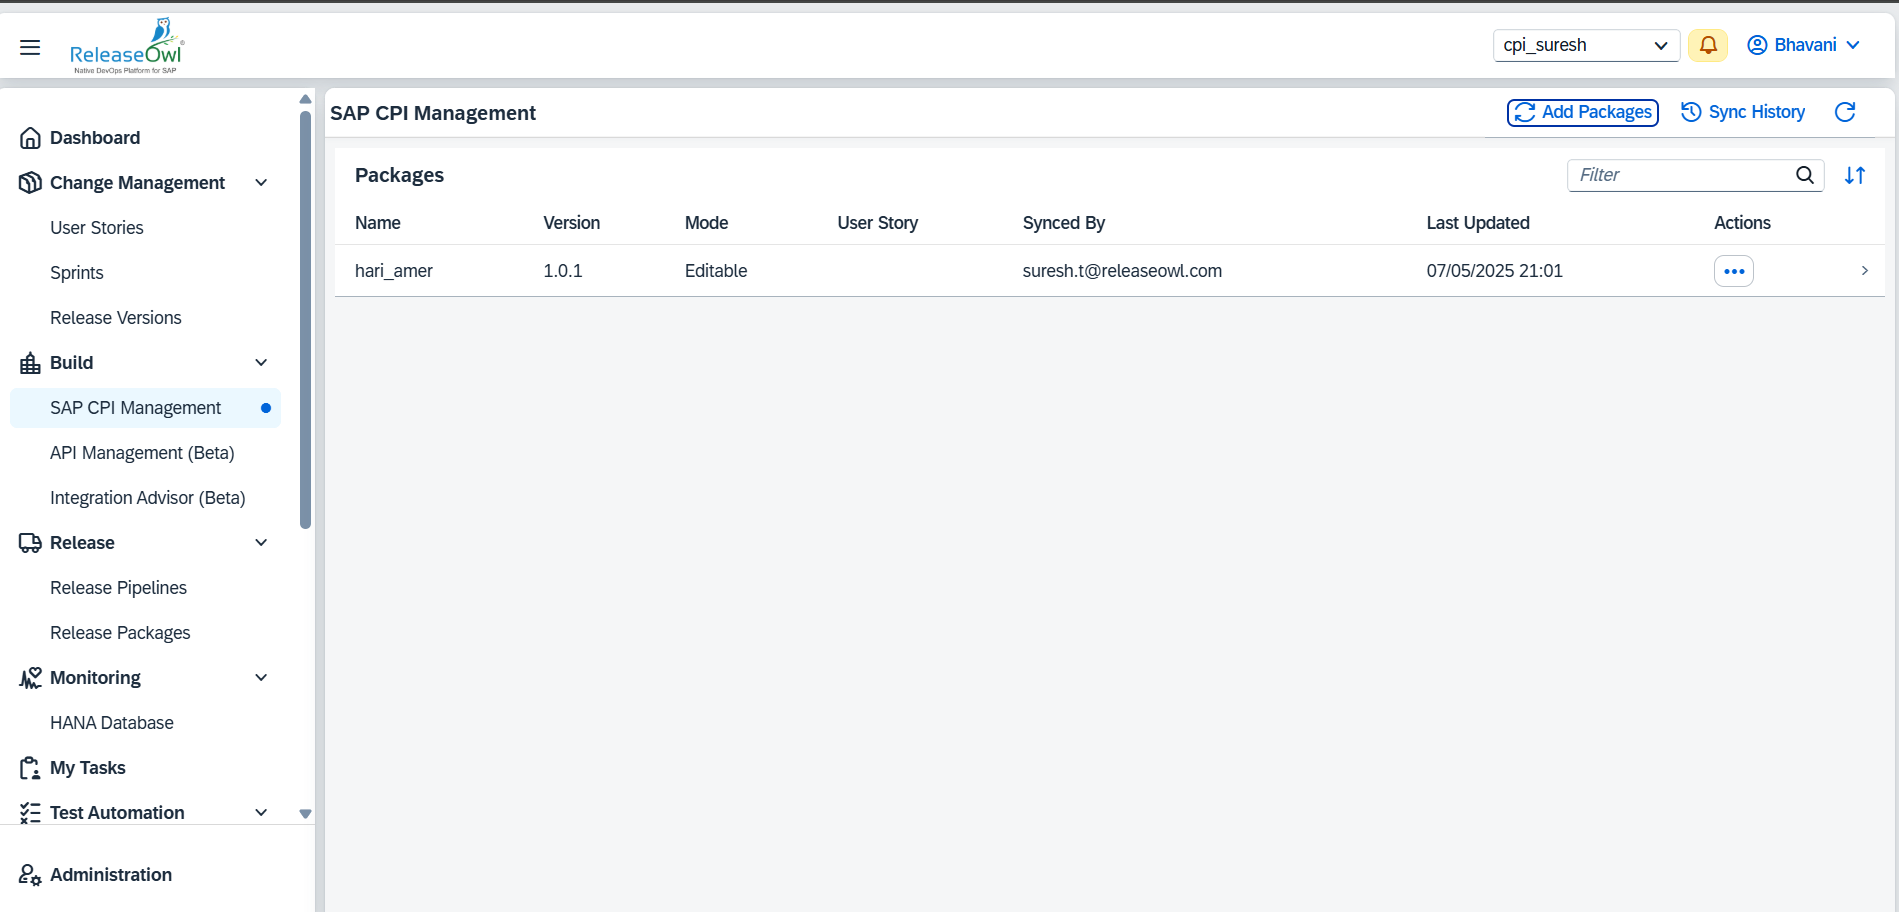 ReleaseOwl
Native DevOps Platform for SAP
cpi_suresh
Bhavani
Dashboard
Change Management
User Stories
Sprints
Release Versions
Build
SAP CPI Management
API Management (Beta)
Integration Advisor (Beta)
Release
Release Pipelines
Release Packages
Monitoring
HANA Database
My Tasks
Test Automation
Administration
SAP CPI Management
Add Packages
Sync History
Packages
Filter
Name Version Mode User Story Synced By Last Updated Actions
hari_amer 1.0.1 Editable suresh.t@releaseowl.com 07/05/2025 21:01